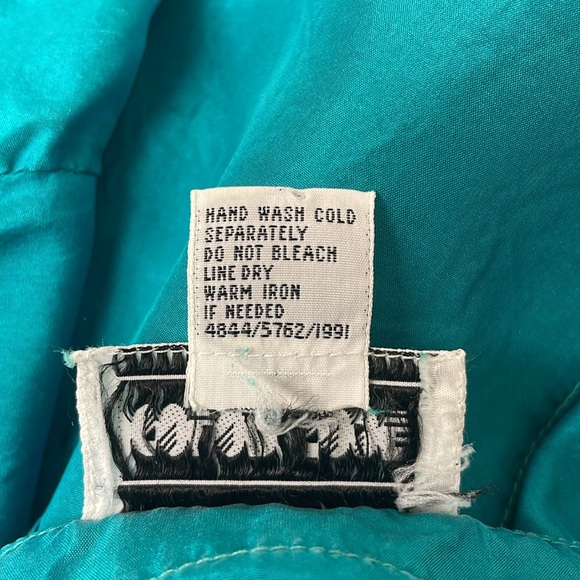 HAND WASH COLD
SEPARATELY
DO NOT BLEACH
LINE DRY
WARM IRON
IF NEEDED
4844/5762/1991